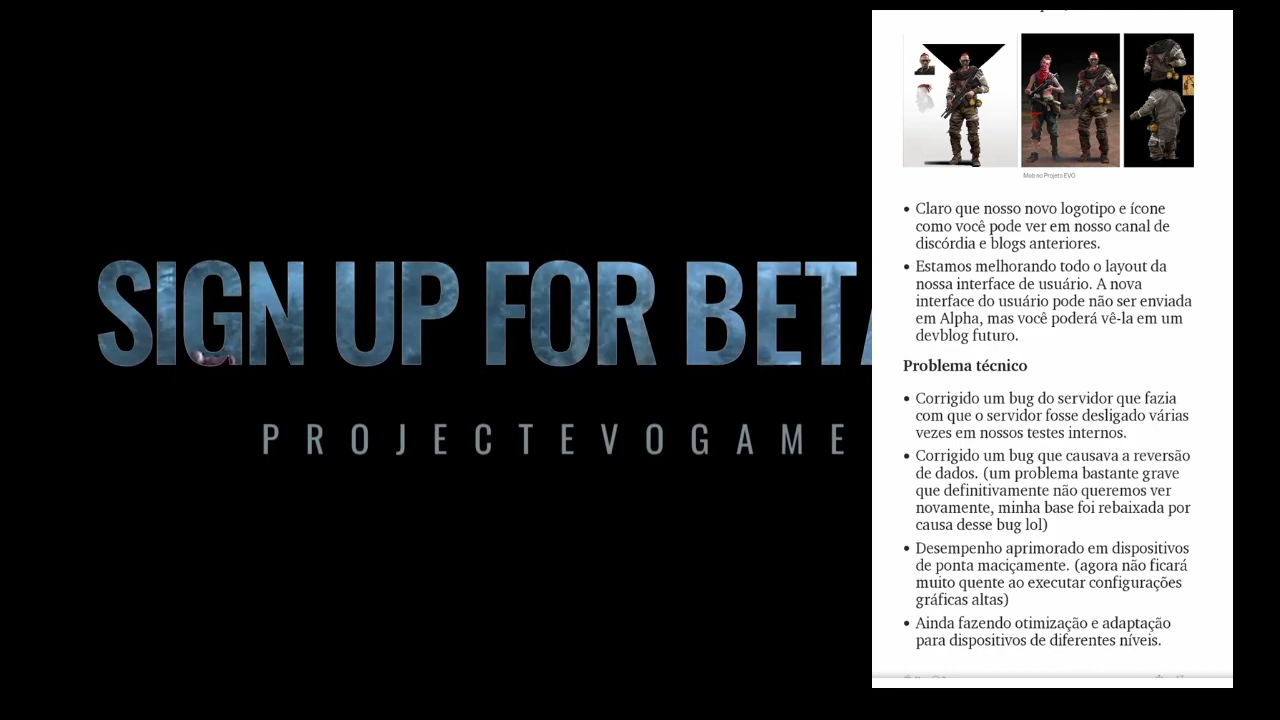 SIGN UP FOR BETA
PROJECTEVOGAME
Mob no Projeto EVO
• Claro que nosso novo logotipo e ícone
como você pode ver em nosso canal de
discórdia e blogs anteriores.
• Estamos melhorando todo o layout da
nossa interface de usuário. A nova
interface do usuário pode não ser enviada
em Alpha, mas você poderá vê-la em um
devblog futuro.
Problema técnico
• Corrigido um bug do servidor que fazia
com que o servidor fosse desligado várias
vezes em nossos testes internos.
• Corrigido um bug que causava a reversão
de dados. (um problema bastante grave
que definitivamente não queremos ver
novamente, minha base foi rebaixada por
causa desse bug lol)
• Desempenho aprimorado em dispositivos
de ponta maciçamente. (agora não ficará
muito quente ao executar configurações
gráficas altas)
• Ainda fazendo otimização e adaptação
para dispositivos de diferentes níveis.